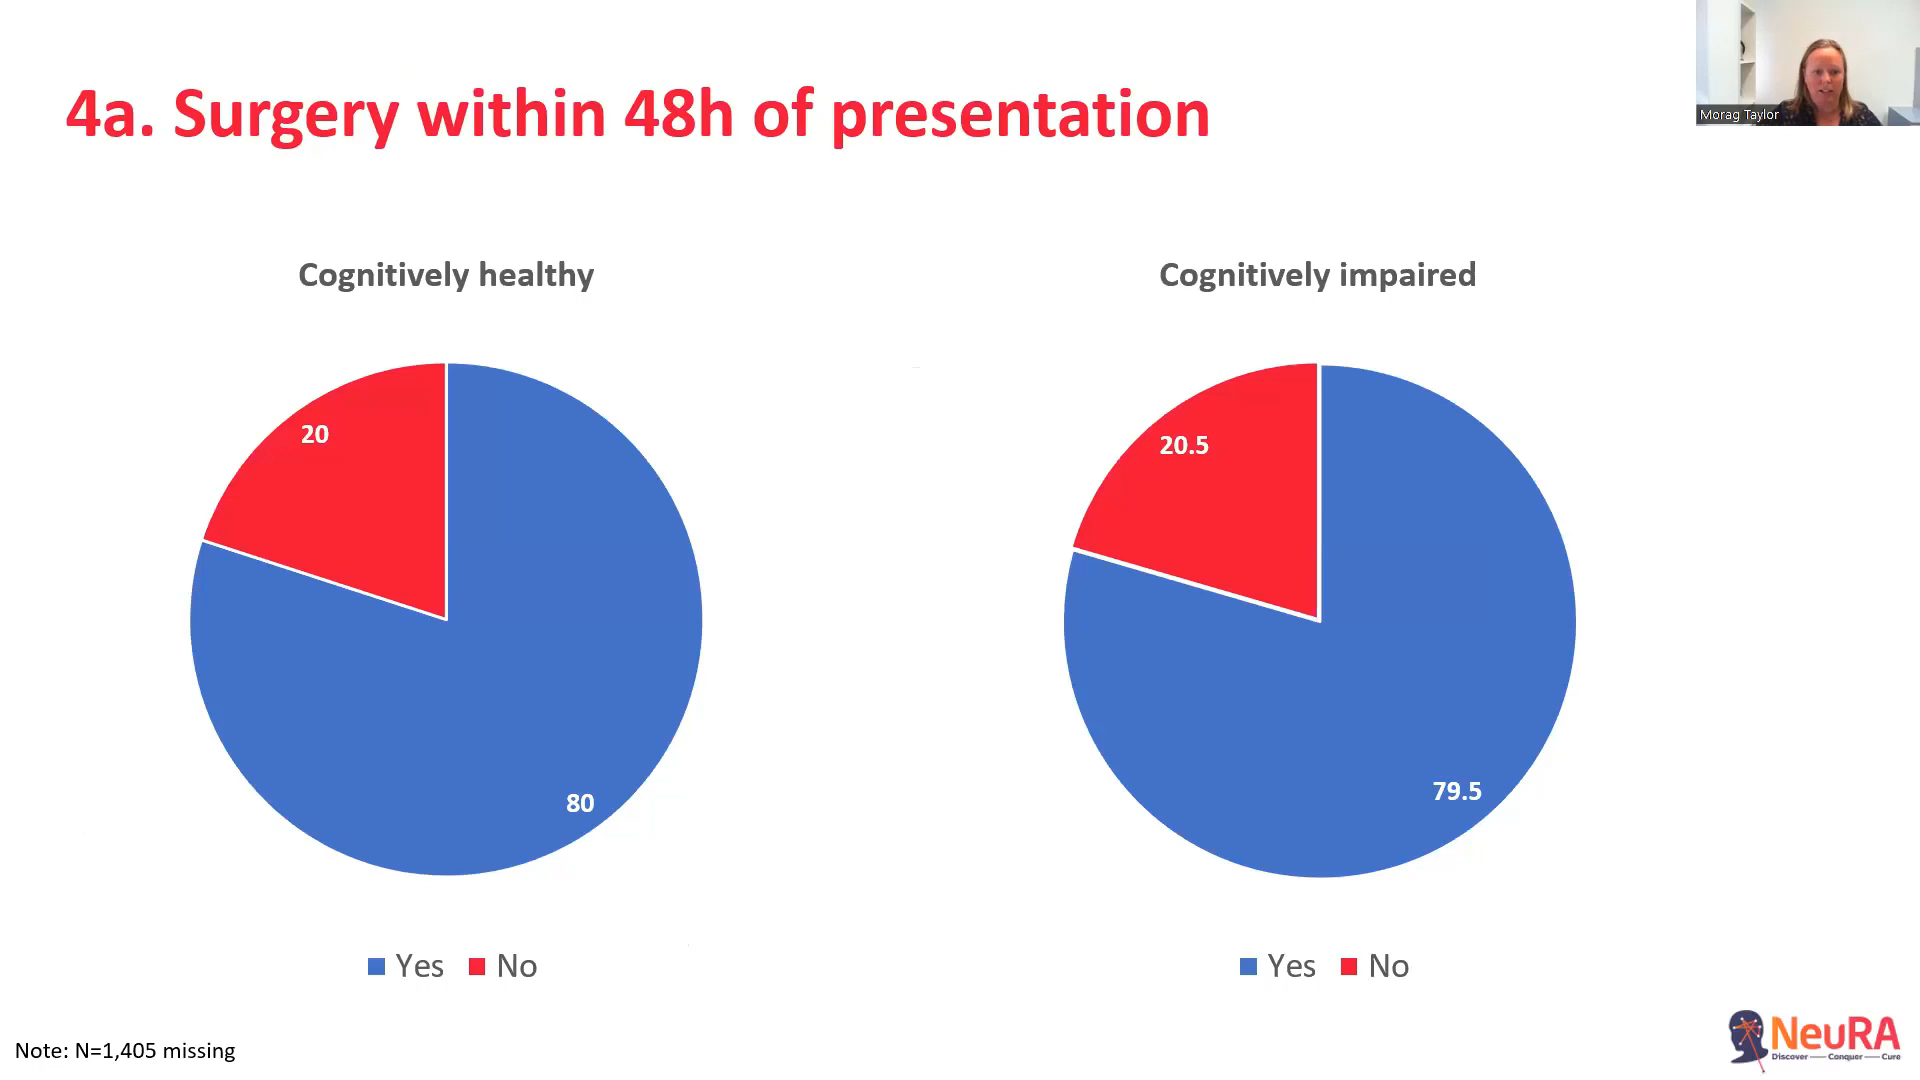 4a. Surgery within 48h of presentation
Morag Taylor
Cognitively healthy
20
80
Yes No
Cognitively impaired
20.5
79.5
Yes No
Note: N=1,405 missing
NeuRA
Discover — Conquer — Cure